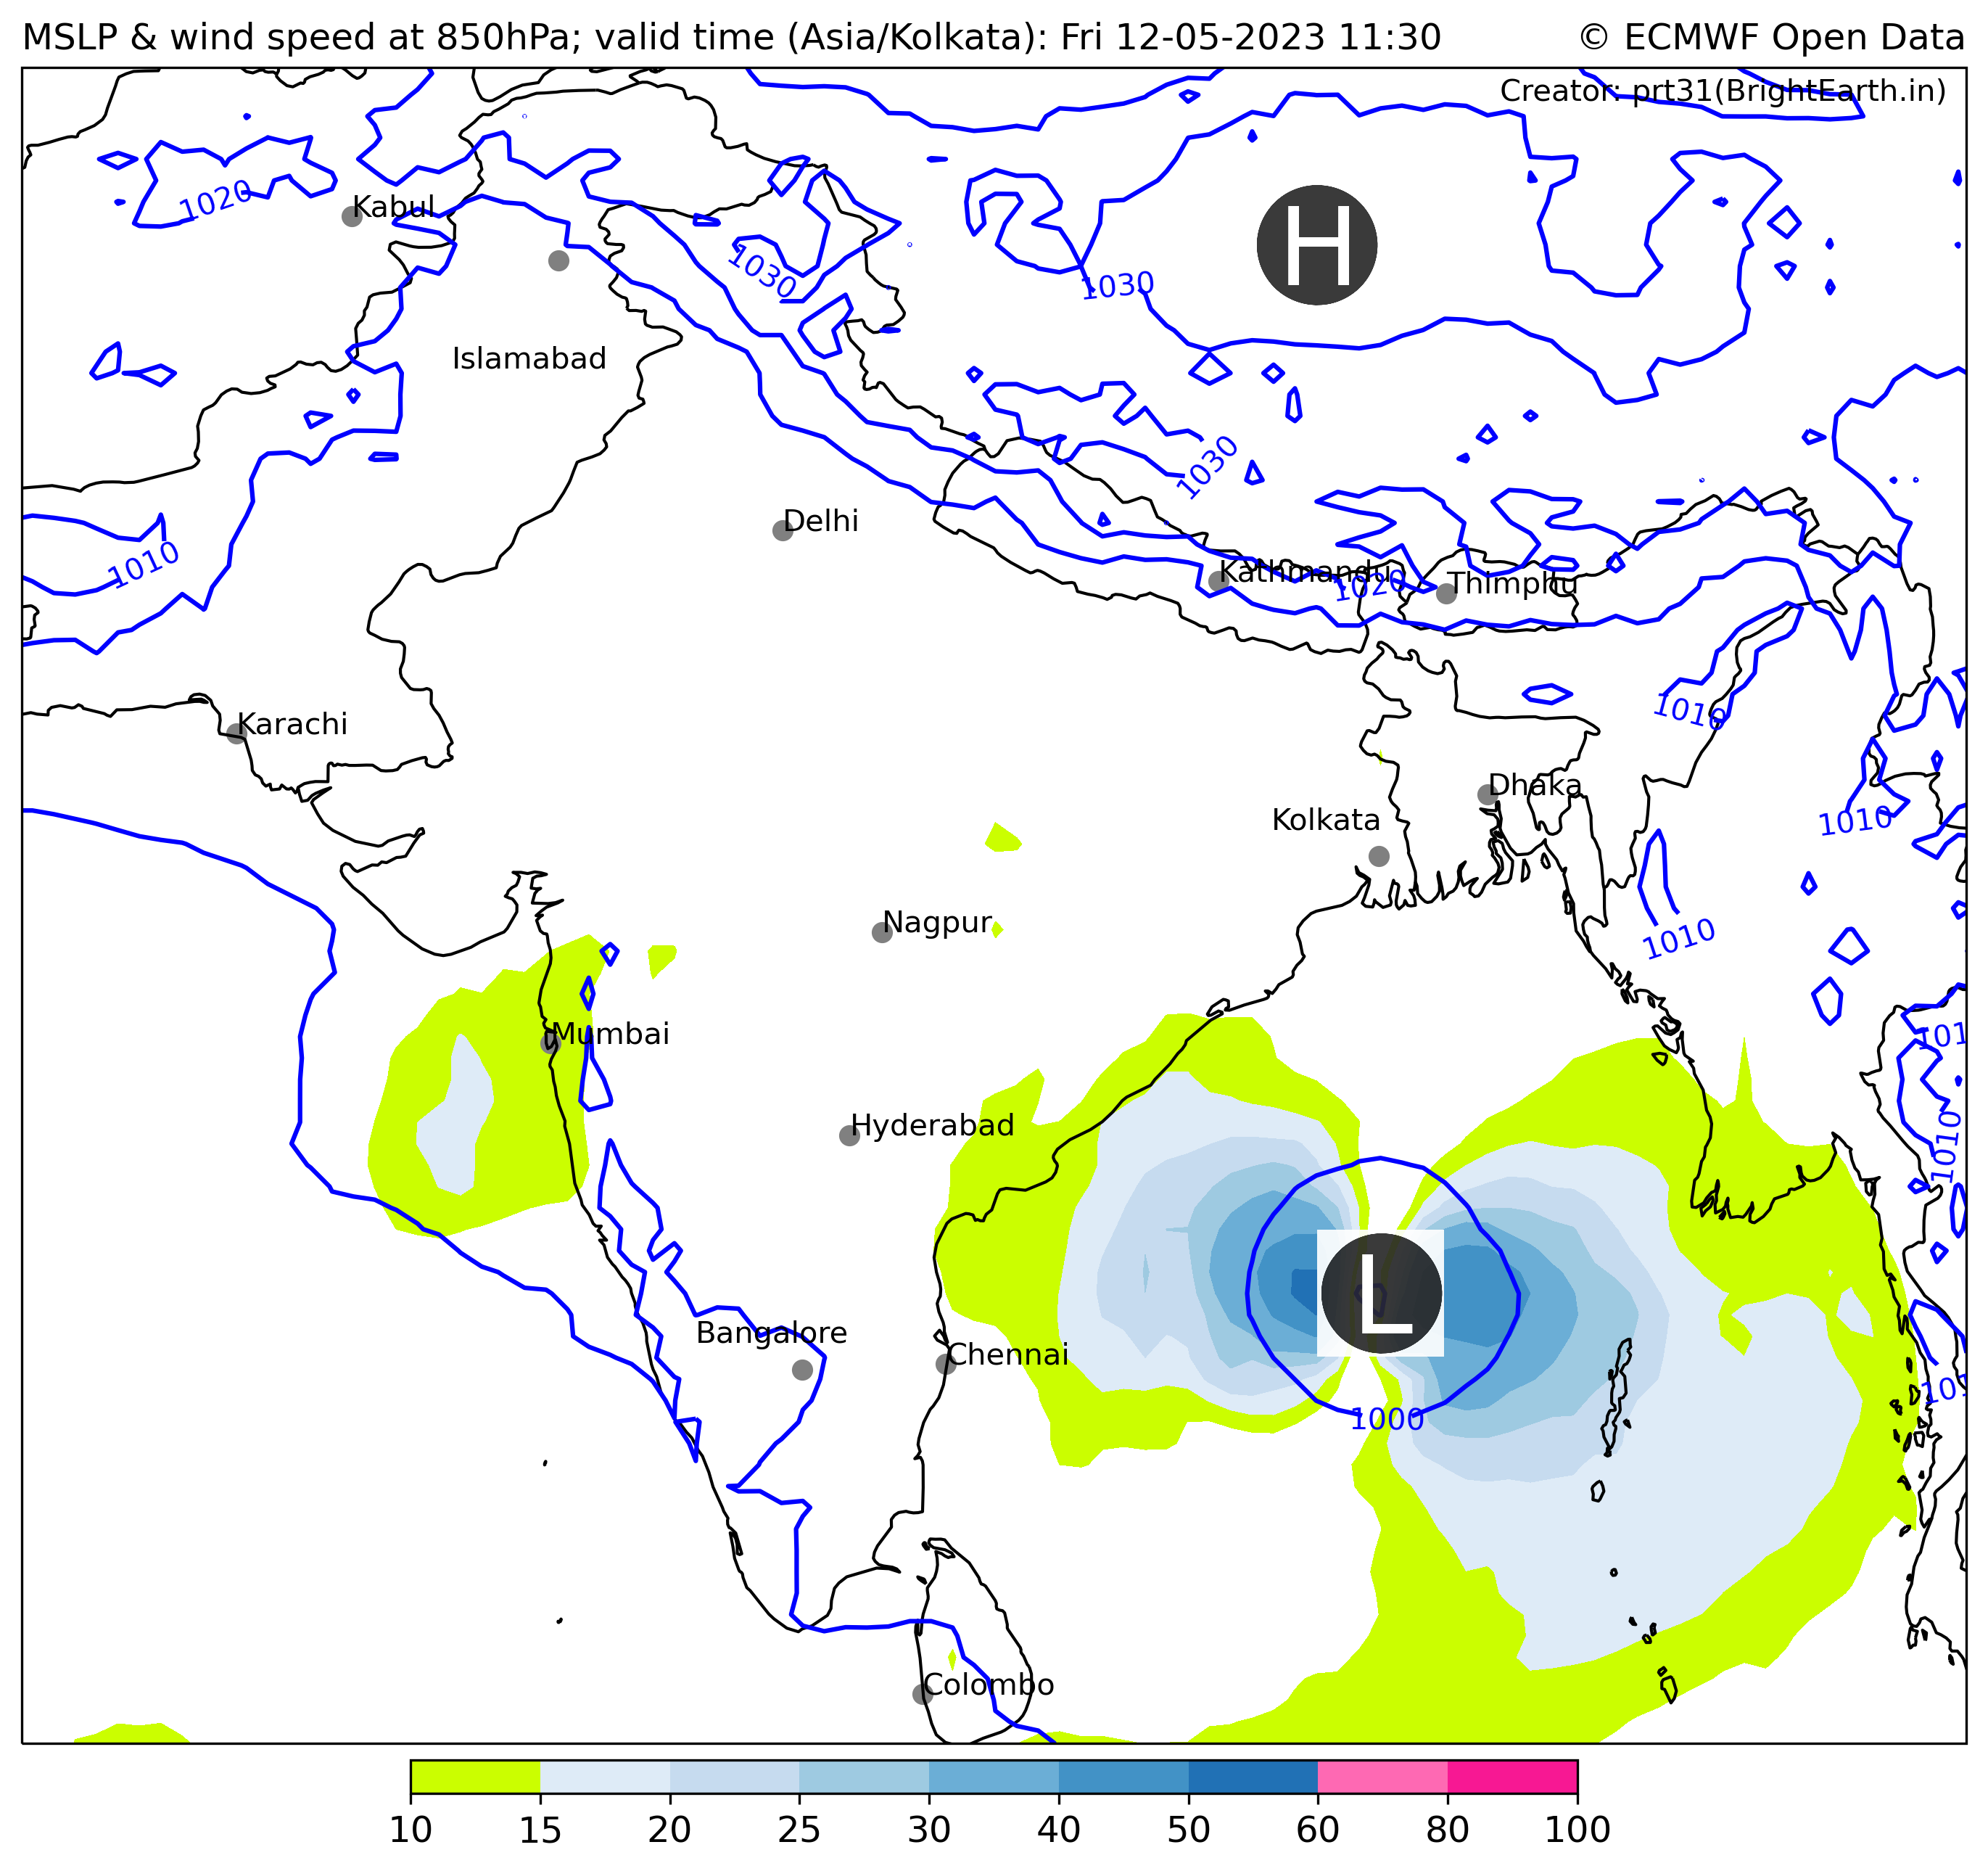 MSLP & wind speed at 850hPa; valid time (Asia/Kolkata): Fri 12-05-2023 11:30
© ECMWF Open Data
Creator: prt31(BrightEarth.in)
1020
Kabul
H
1030
1030
Islamabad
1030
Delhi
1010
Kathmandu
1020
Thimphu
1010
Karachi
Dhaka
Kolkata
1010
Nagpur
1010
Mumbai
101
Hyderabad
1010
L
Bangalore
Chennai
101
1000
Colombo
10 15 20 25 30 40 50 60 80 100